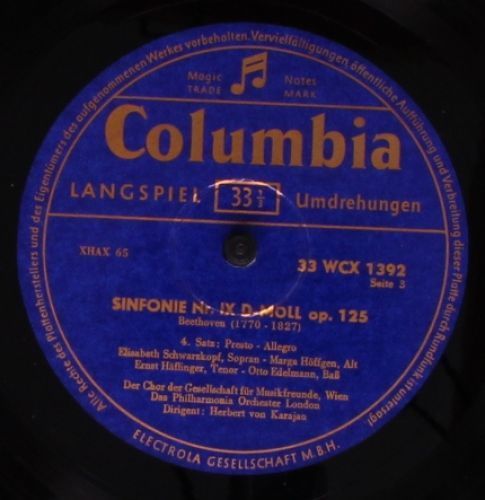 Alle Rechte des Plattenherstellers und des Eigentümers des aufgenommenen Werkes vorbehalten. Vervielfältigungen, öffentliche Aufführung und Verbreitung dieser Platte durch Rundfunk ist untersagt
Magic Notes
TRADE MARK
Columbia
LANGSPIEL 33⅓ Umdrehungen
XHAX 65
33 WCX 1392
Seite 3
SINFONIE Nr. IX D-MOLL op. 125
Beethoven (1770 - 1827)
4. Satz: Presto - Allegro
Elisabeth Schwarzkopf, Sopran - Marga Höffgen, Alt
Ernst Häfliger, Tenor - Otto Edelmann, Baß
Der Chor der Gesellschaft für Musikfreunde, Wien
Das Philharmonia Orchester London
Dirigent: Herbert von Karajan
ELECTROLA GESELLSCHAFT M.B.H.